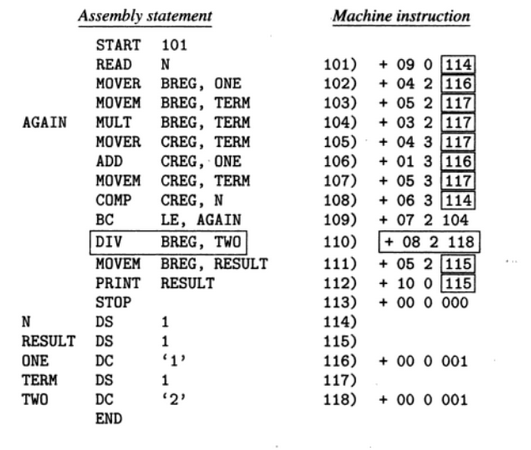 Assembly statement Machine instruction
START 101
READ N 101) + 09 0 114
MOVER BREG, ONE 102) + 04 2 116
MOVEM BREG, TERM 103) + 05 2 117
AGAIN MULT BREG, TERM 104) + 03 2 117
MOVER CREG, TERM 105) + 04 3 117
ADD CREG, ONE 106) + 01 3 116
MOVEM CREG, TERM 107) + 05 3 117
COMP CREG, N 108) + 06 3 114
BC LE, AGAIN 109) + 07 2 104
DIV BREG, TWO 110) + 08 2 118
MOVEM BREG, RESULT 111) + 05 2 115
PRINT RESULT 112) + 10 0 115
STOP 113) + 00 0 000
N DS 1 114)
RESULT DS 1 115)
ONE DC '1' 116) + 00 0 001
TERM DS 1 117)
TWO DC '2' 118) + 00 0 001
END